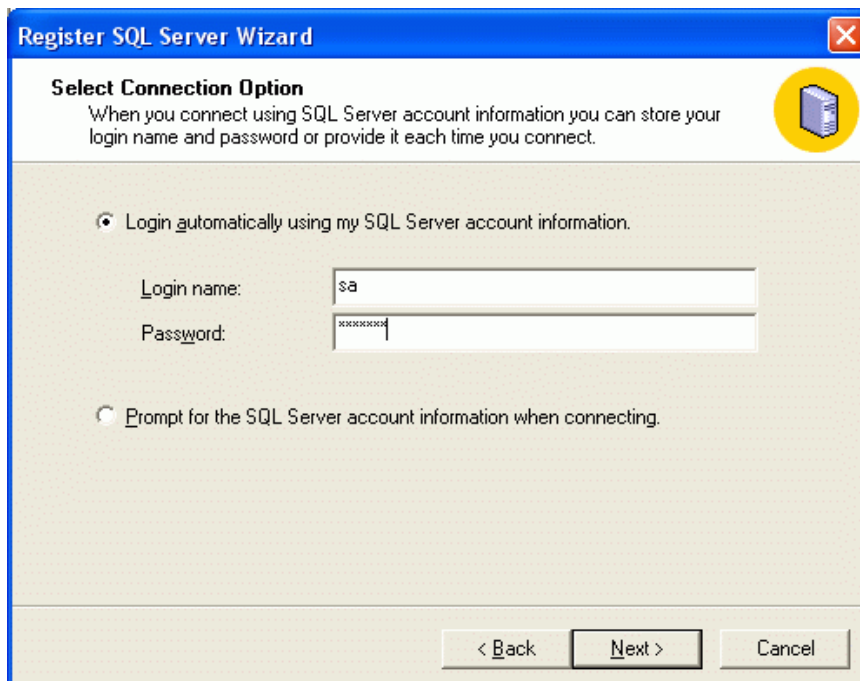 Register SQL Server Wizard
Select Connection Option
When you connect using SQL Server account information you can store your
login name and password or provide it each time you connect.
Login automatically using my SQL Server account information.
Login name: sa
Password: *******
Prompt for the SQL Server account information when connecting.
< Back Next > Cancel